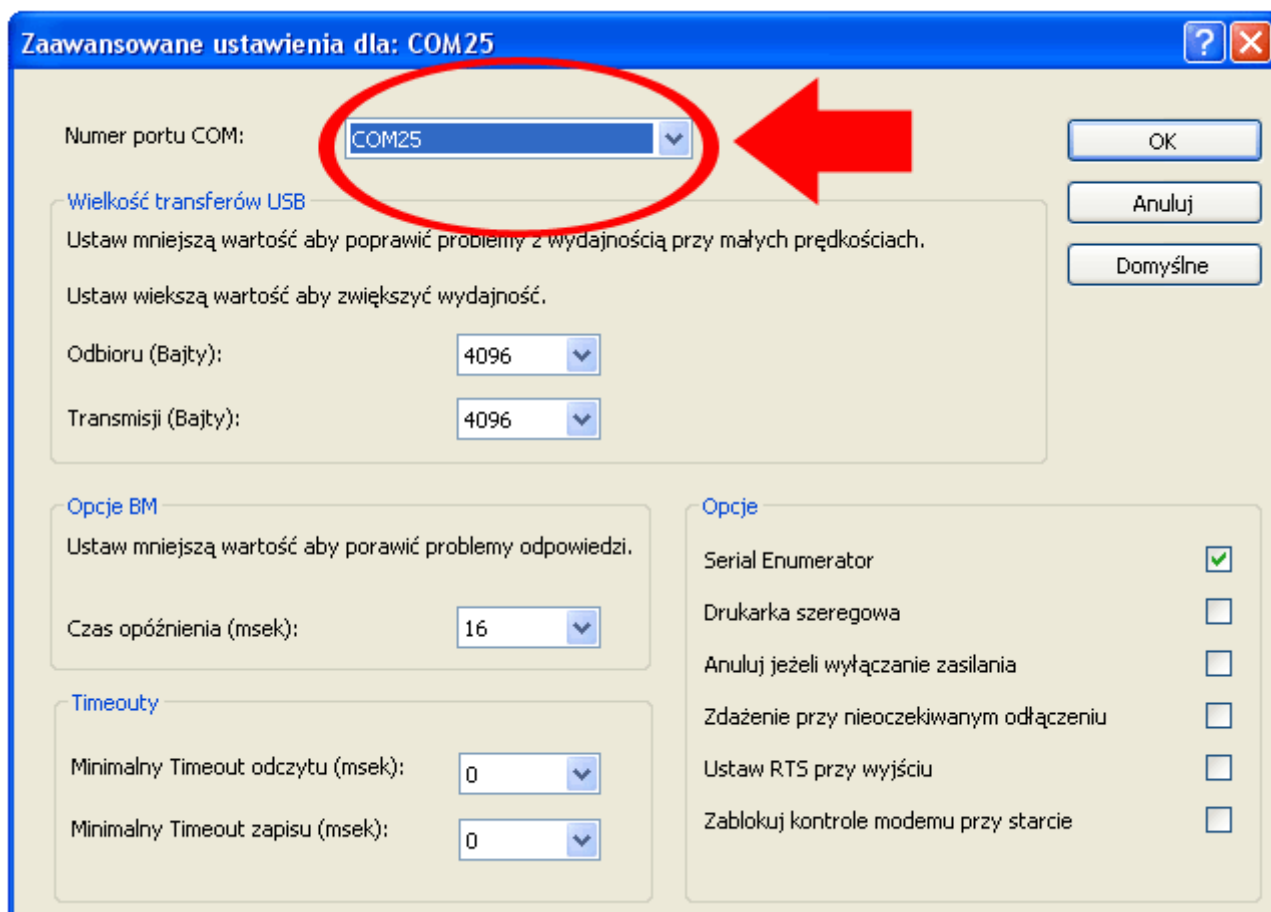 Zaawansowane ustawienia dla: COM25
Numer portu COM:
COM25
OK
Anuluj
Domyślne
Wielkość transferów USB
Ustaw mniejszą wartość aby poprawić problemy z wydajnością przy małych prędkościach.
Ustaw wiekszą wartość aby zwiększyć wydajność.
Odbioru (Bajty):
4096
Transmisji (Bajty):
4096
Opcje BM
Ustaw mniejszą wartość aby porawić problemy odpowiedzi.
Czas opóźnienia (msek):
16
Timeouty
Minimalny Timeout odczytu (msek):
0
Minimalny Timeout zapisu (msek):
0
Opcje
Serial Enumerator
Drukarka szeregowa
Anuluj jeżeli wyłączanie zasilania
Zdażenie przy nieoczekiwanym odłączeniu
Ustaw RTS przy wyjściu
Zablokuj kontrole modemu przy starcie